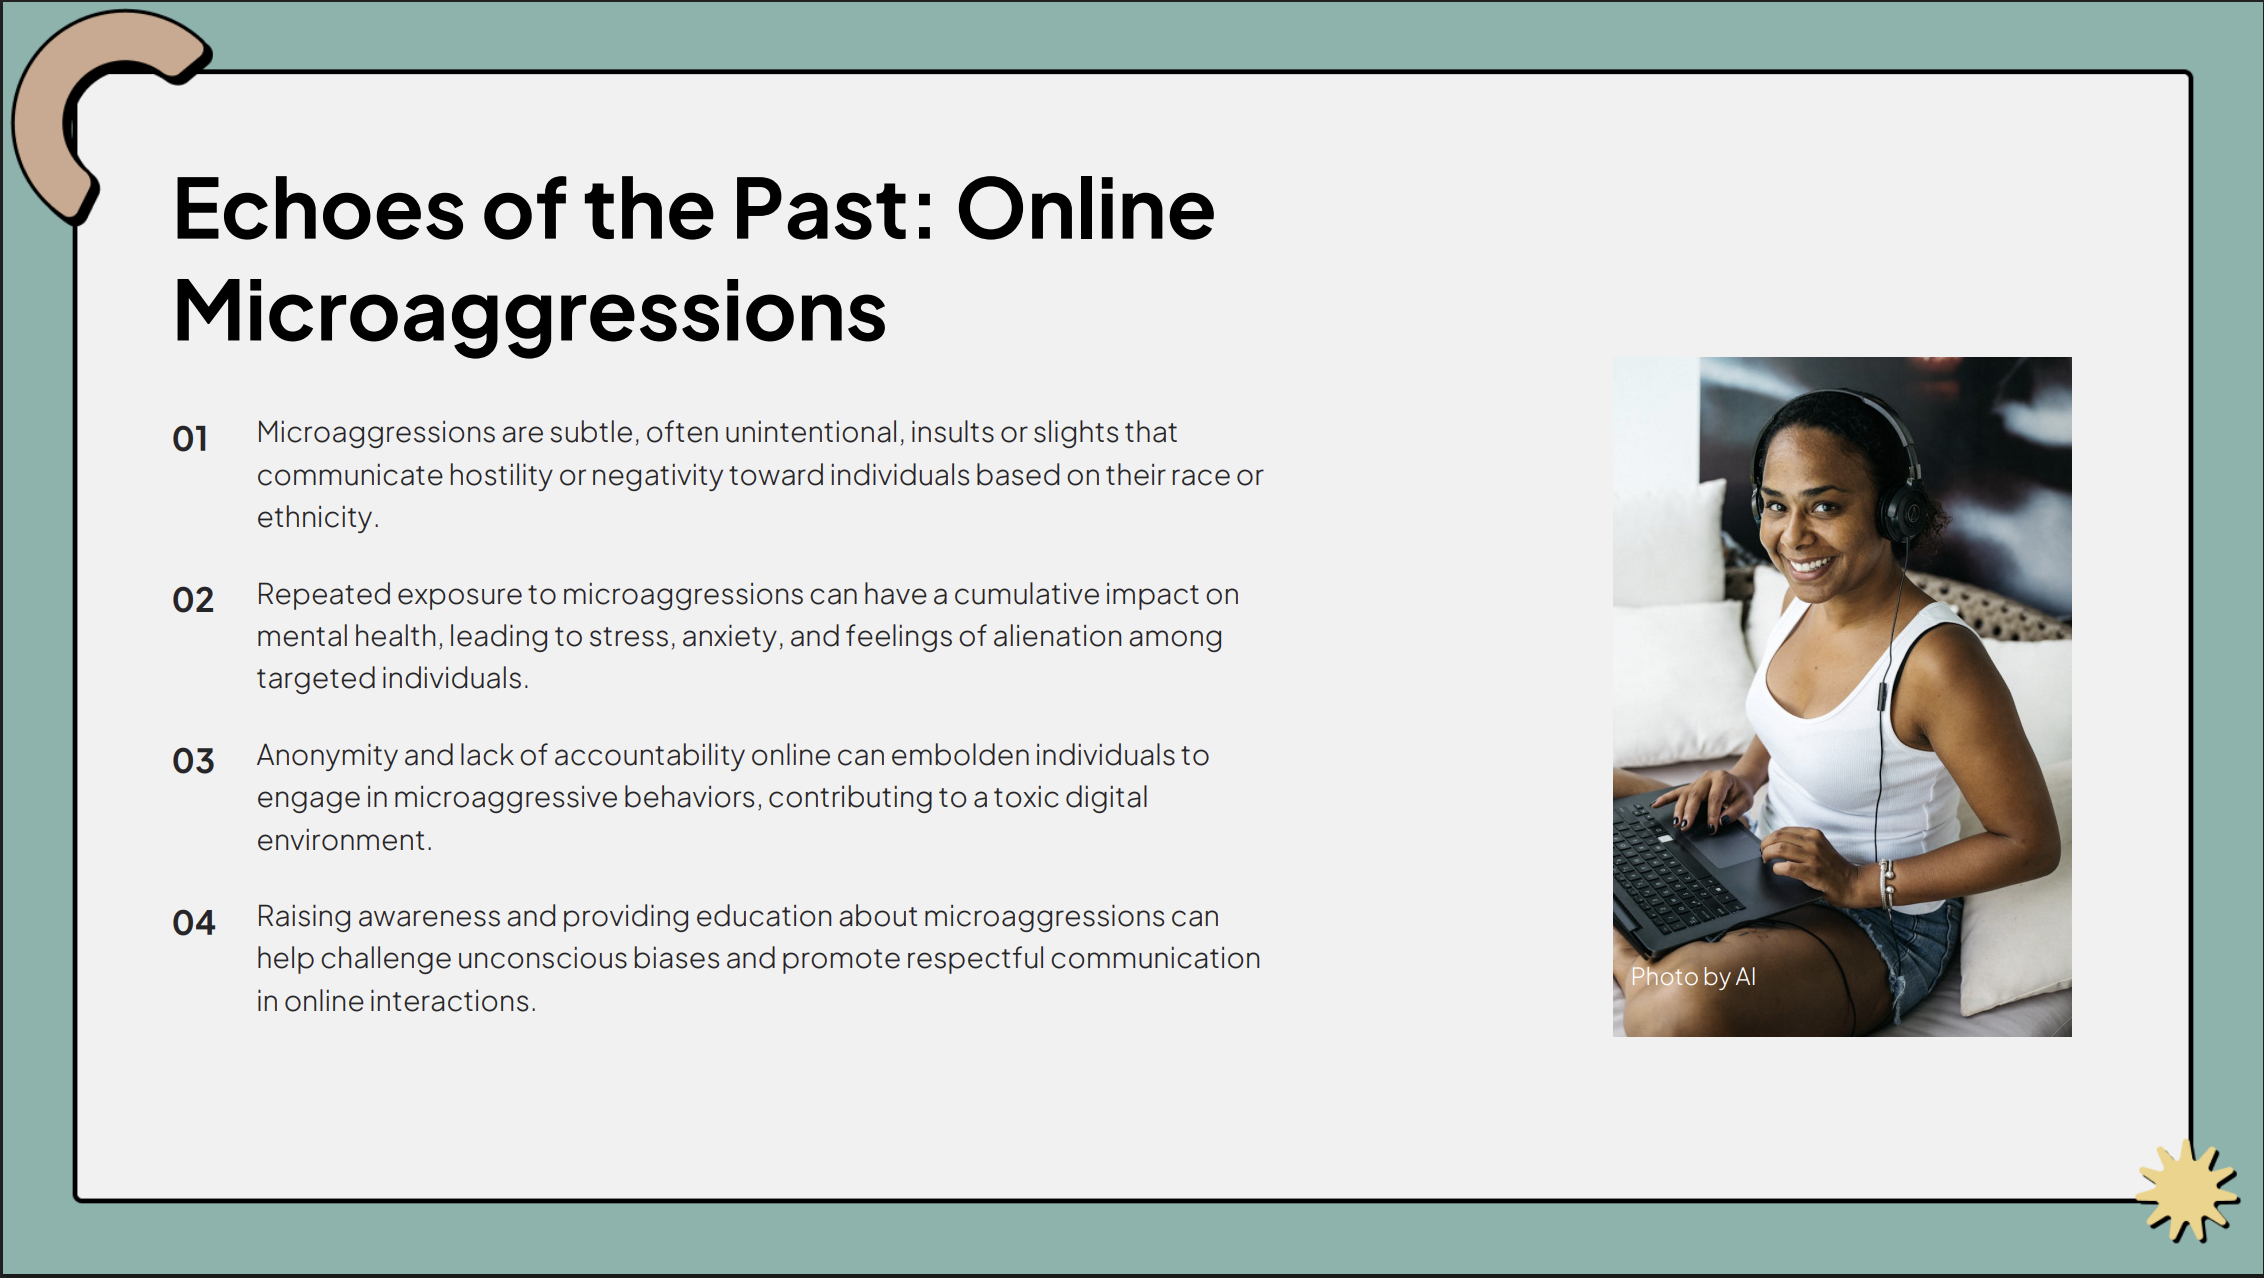 Echoes of the Past: Online
Microaggressions
01
Microaggressions are subtle, often unintentional, insults or slights that
communicate hostility or negativity toward individuals based on their race or
ethnicity.
02
Repeated exposure to microaggressions can have a cumulative impact on
mental health, leading to stress, anxiety, and feelings of alienation among
targeted individuals.
03
Anonymity and lack of accountability online can embolden individuals to
engage in microaggressive behaviors, contributing to a toxic digital
environment.
04
Raising awareness and providing education about microaggressions can
help challenge unconscious biases and promote respectful communication
in online interactions.
Photo by AI